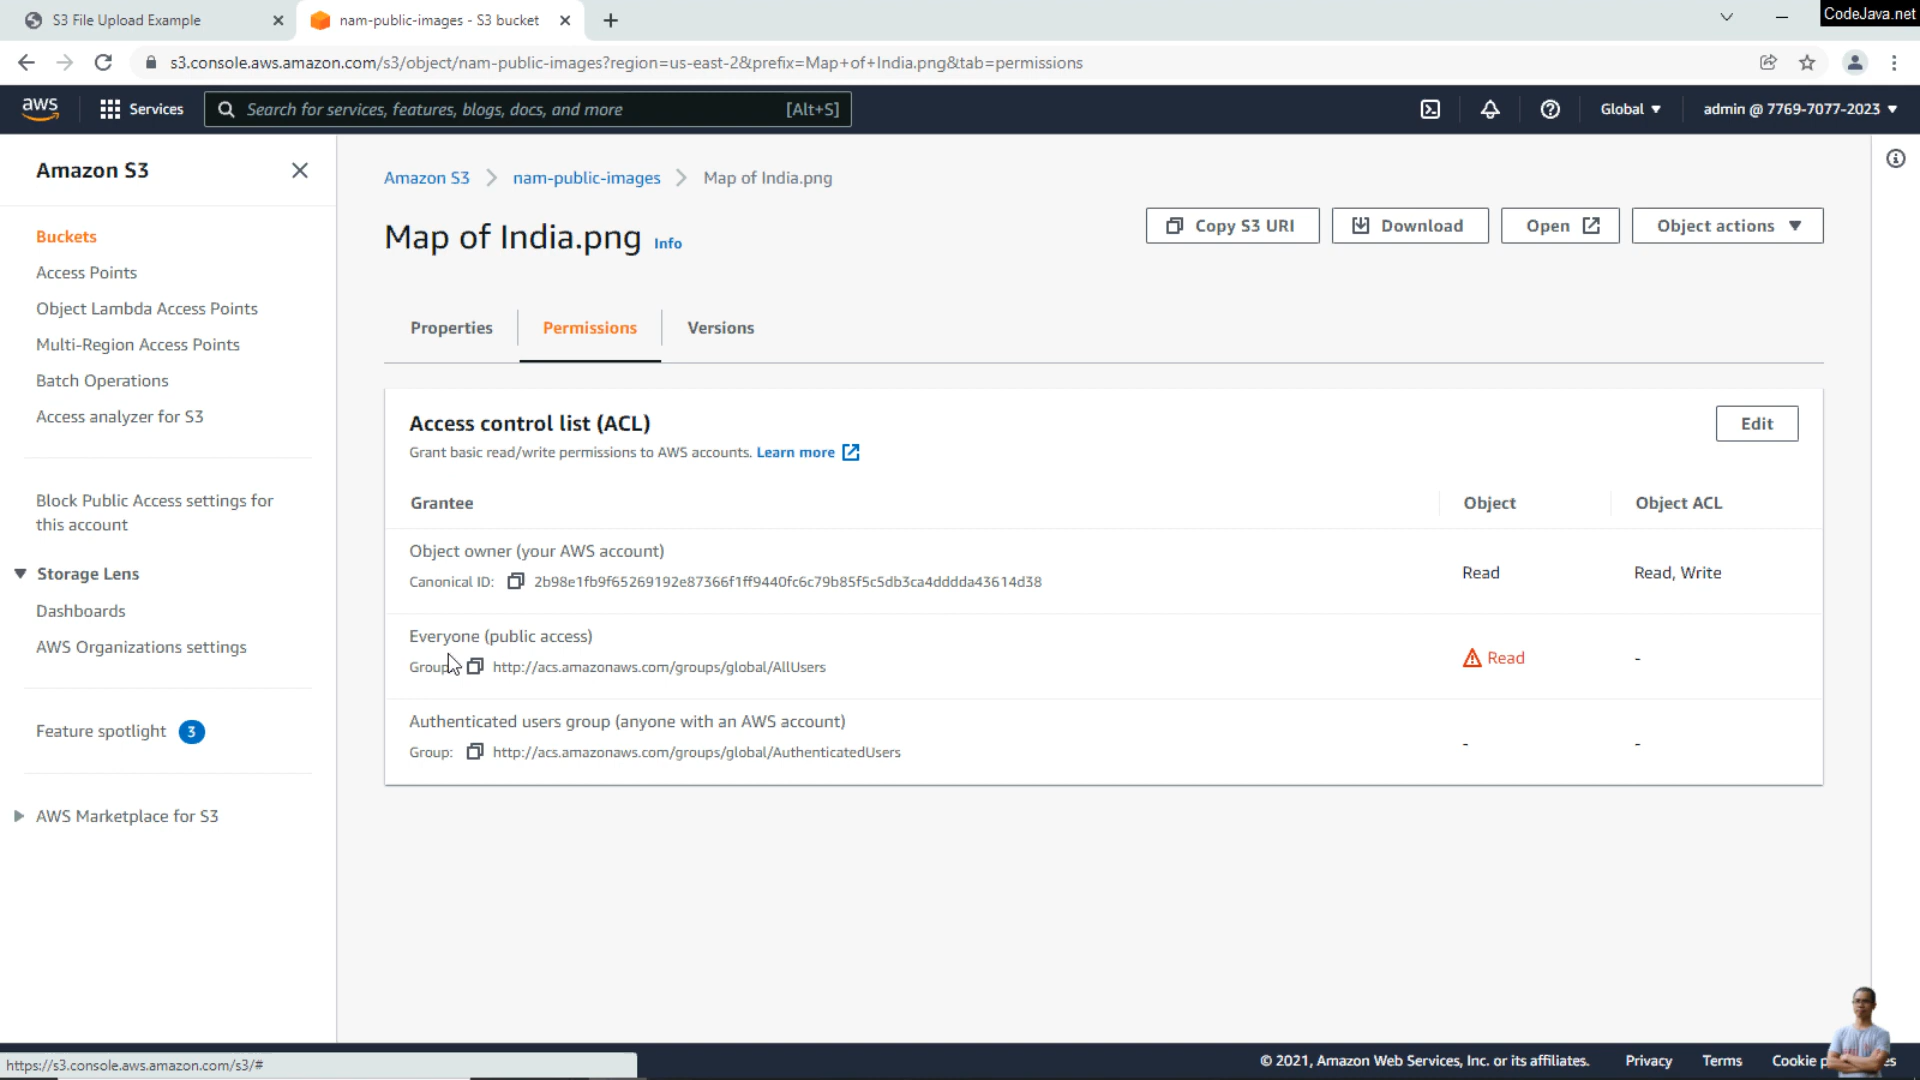 S3 File Upload Example
nam-public-images - S3 bucket
CodeJava.net
s3.console.aws.amazon.com/s3/object/nam-public-images?region=us-east-2&prefix=Map+of+India.png&tab=permissions
aws
Services
Search for services, features, blogs, docs, and more
[Alt+S]
Global
admin @ 7769-7077-2023
Amazon S3
Buckets
Access Points
Object Lambda Access Points
Multi-Region Access Points
Batch Operations
Access analyzer for S3
Block Public Access settings for
this account
Storage Lens
Dashboards
AWS Organizations settings
Feature spotlight 3
AWS Marketplace for S3
Amazon S3 > nam-public-images > Map of India.png
Map of India.png Info
Copy S3 URI
Download
Open
Object actions
Properties
Permissions
Versions
Access control list (ACL)
Edit
Grant basic read/write permissions to AWS accounts. Learn more
Grantee
Object
Object ACL
Object owner (your AWS account)
Canonical ID: 2b98e1fb9f65269192e87366f1ff9440fc6c79b85f5c5db3ca4dddda43614d38
Read
Read, Write
Everyone (public access)
Group: http://acs.amazonaws.com/groups/global/AllUsers
Read
-
Authenticated users group (anyone with an AWS account)
Group: http://acs.amazonaws.com/groups/global/AuthenticatedUsers
-
-
https://s3.console.aws.amazon.com/s3/#
© 2021, Amazon Web Services, Inc. or its affiliates.
Privacy
Terms
Cookie